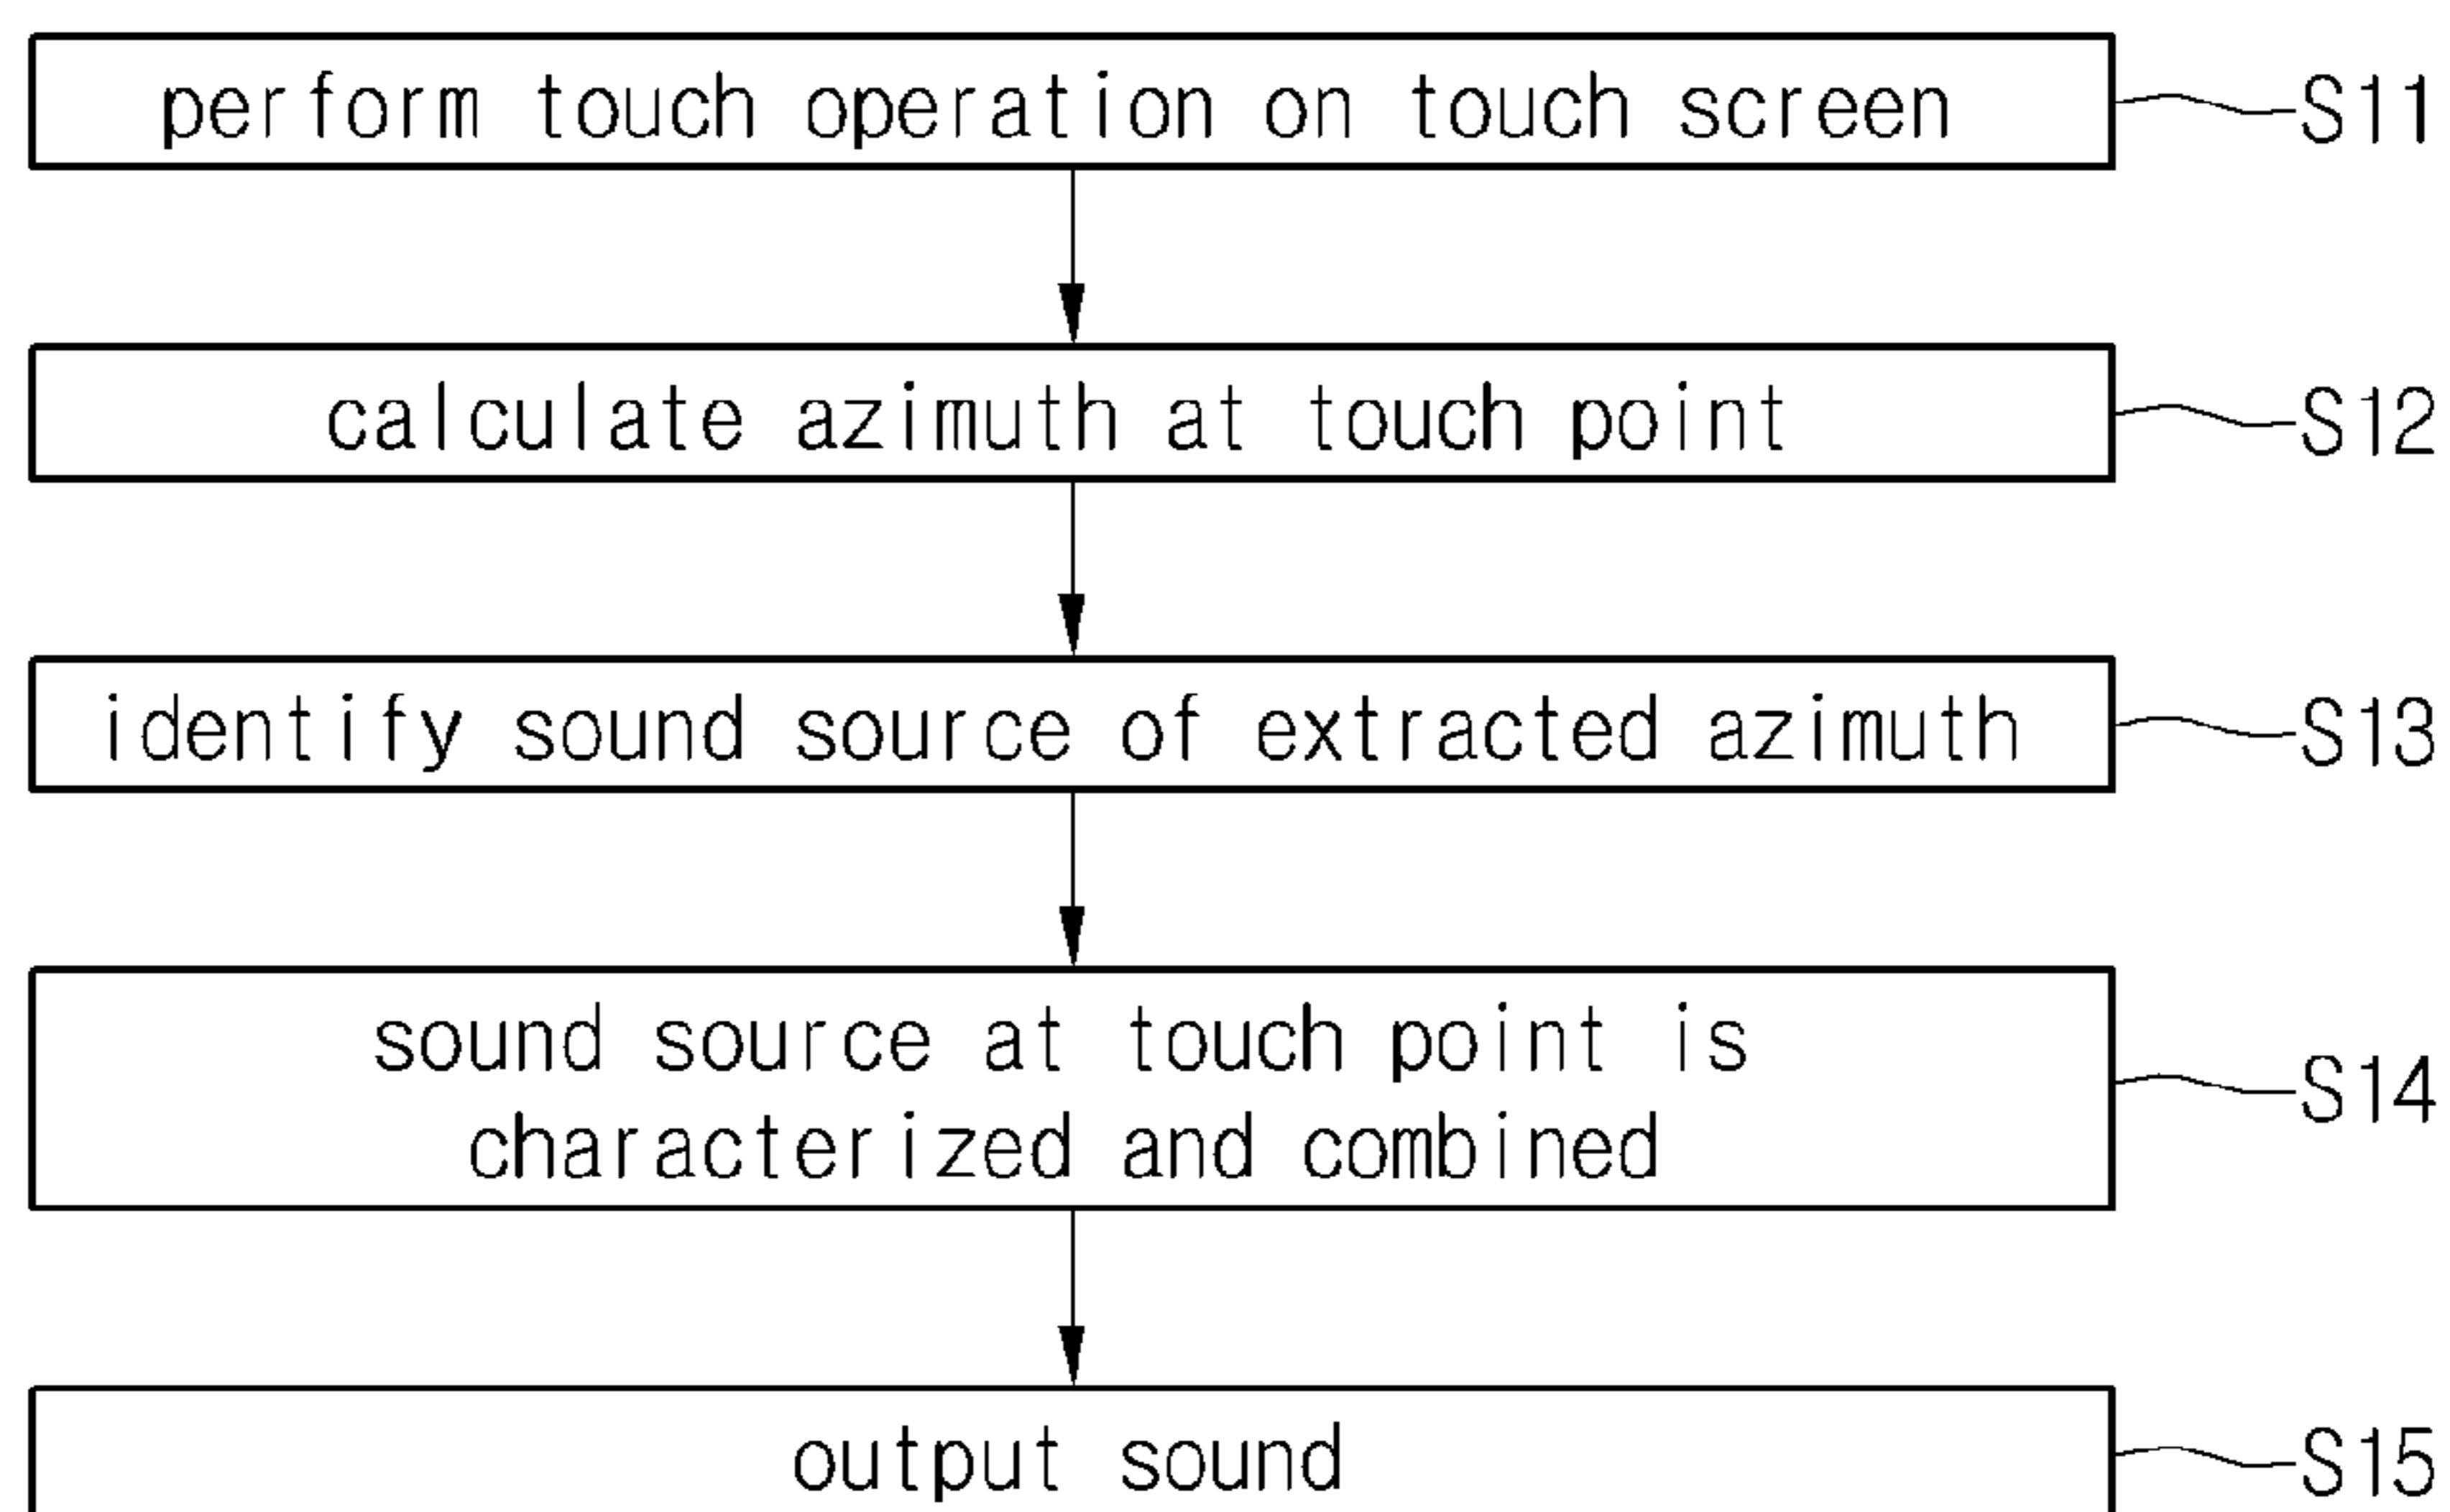 perform touch operation on touch screen S11
calculate azimuth at touch point S12
identify sound source of extracted azimuth S13
sound source at touch point is
characterized and combined S14
output sound S15